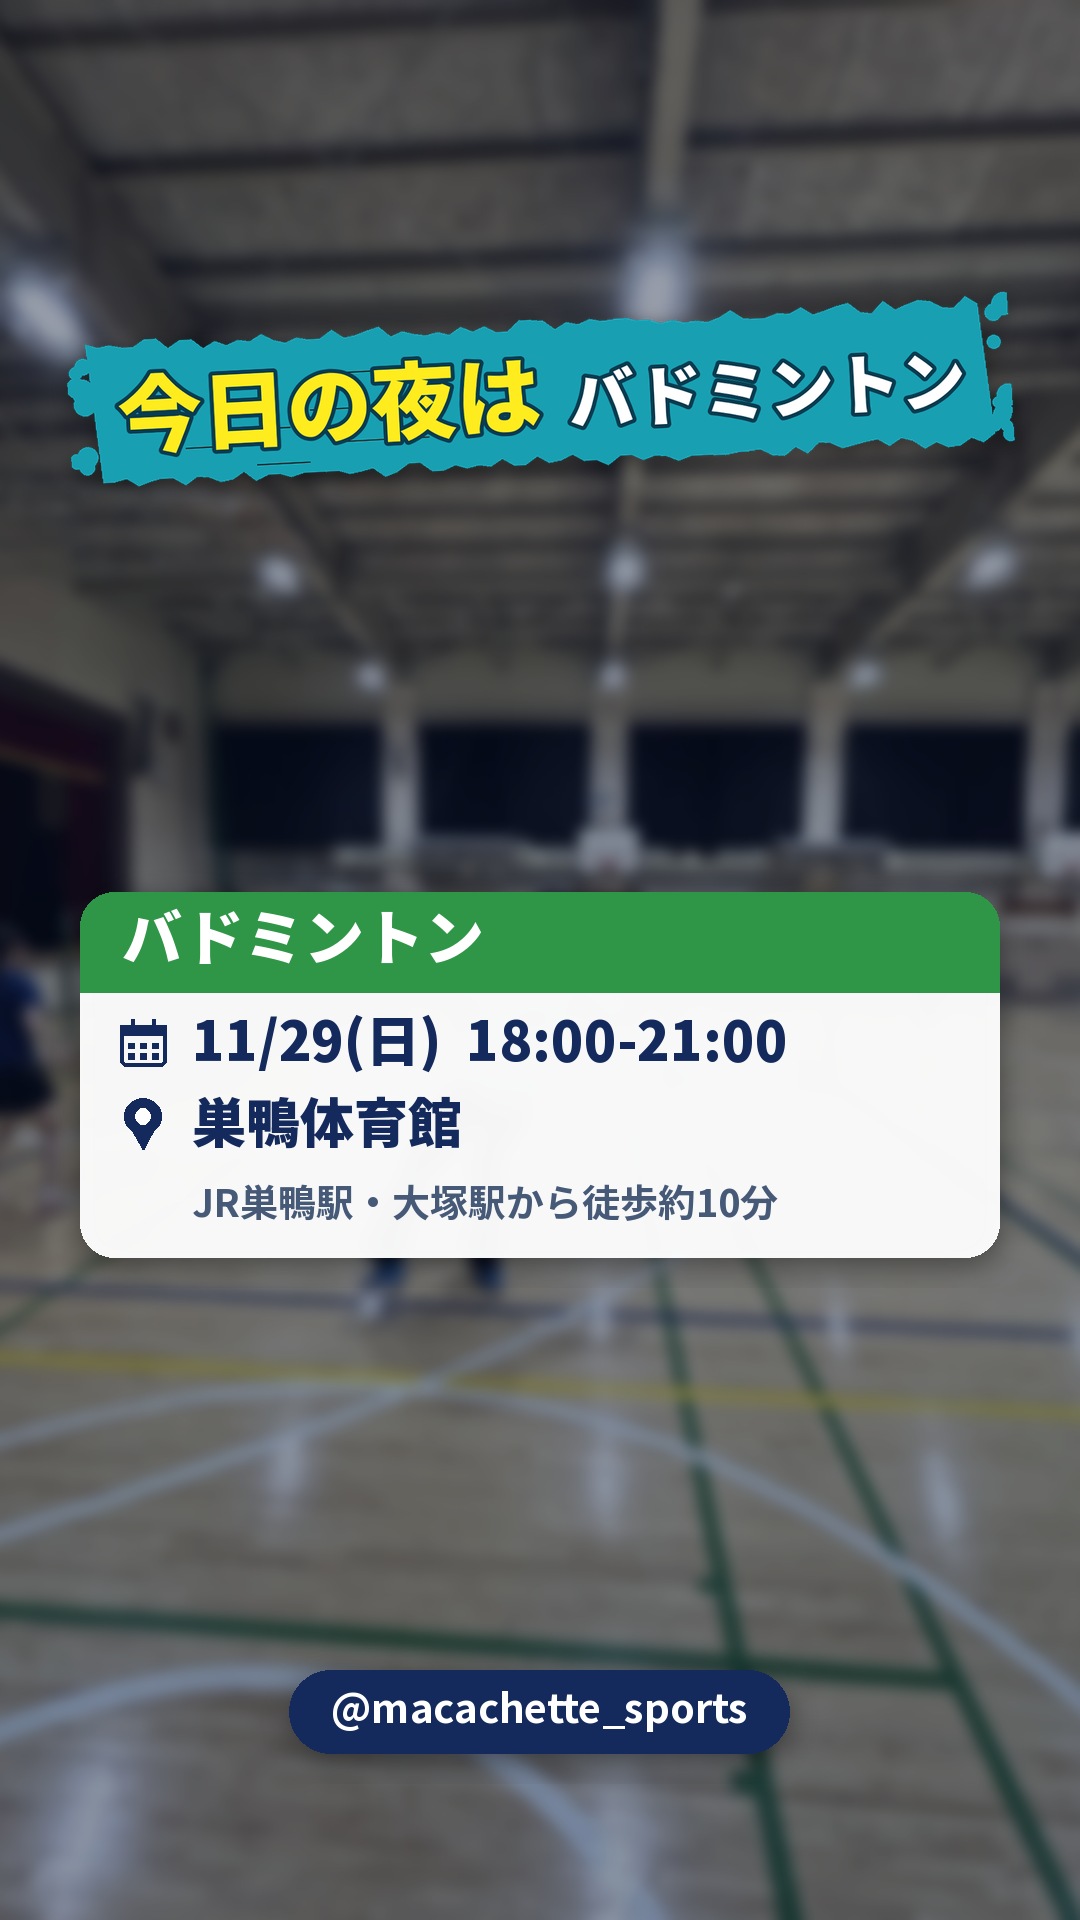 今日の夜は バドミントン
バドミントン
11/29(日) 18:00-21:00
巣鴨体育館
JR巣鴨駅・大塚駅から徒歩約10分
@macachette_sports